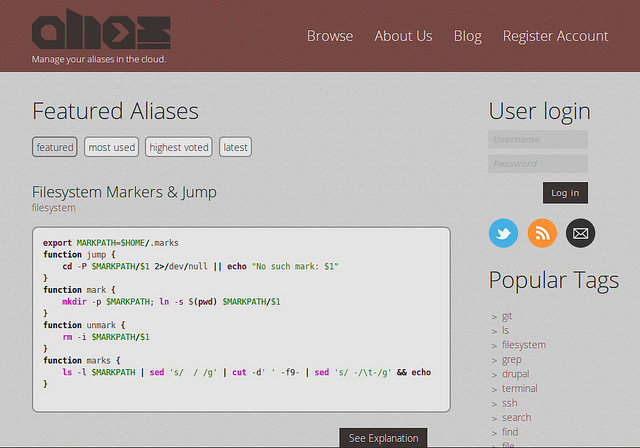 aliaz
Manage your aliases in the cloud.
Browse
About Us
Blog
Register Account
Featured Aliases
featured
most used
highest voted
latest
Filesystem Markers & Jump
filesystem
export MARKPATH=$HOME/.marks
function jump {
    cd -P $MARKPATH/$1 2>/dev/null || echo "No such mark: $1"
}
function mark {
    mkdir -p $MARKPATH; ln -s $(pwd) $MARKPATH/$1
}
function unmark {
    rm -i $MARKPATH/$1
}
function marks {
    ls -l $MARKPATH | sed 's/  / /g' | cut -d' ' -f9- | sed 's/ -/\t-/g' && echo
}
See Explanation
User login
Username
Password
Log in
Popular Tags
> git
> ls
> filesystem
> grep
> drupal
> terminal
> ssh
> search
> find
> file